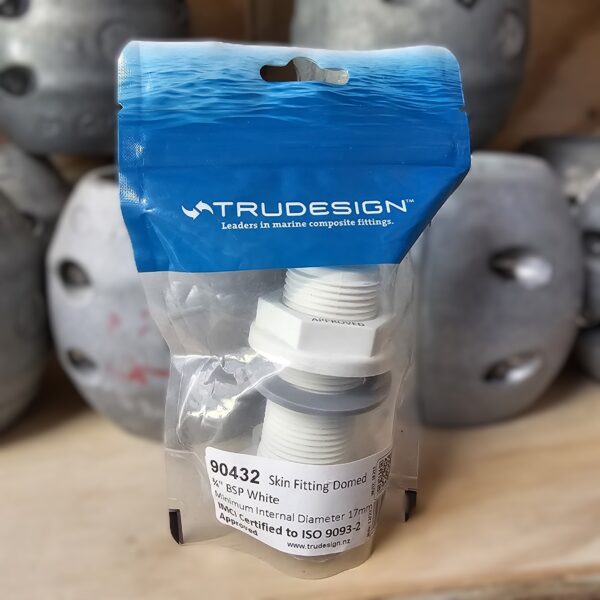 TRUDESIGN™
Leaders in marine composite fittings.
APPROVED
90432 Skin Fitting Domed
¾" BSP White
Minimum Internal Diameter 17mm
IMCI Certified to ISO 9093-2
Approved
www.trudesign.nz